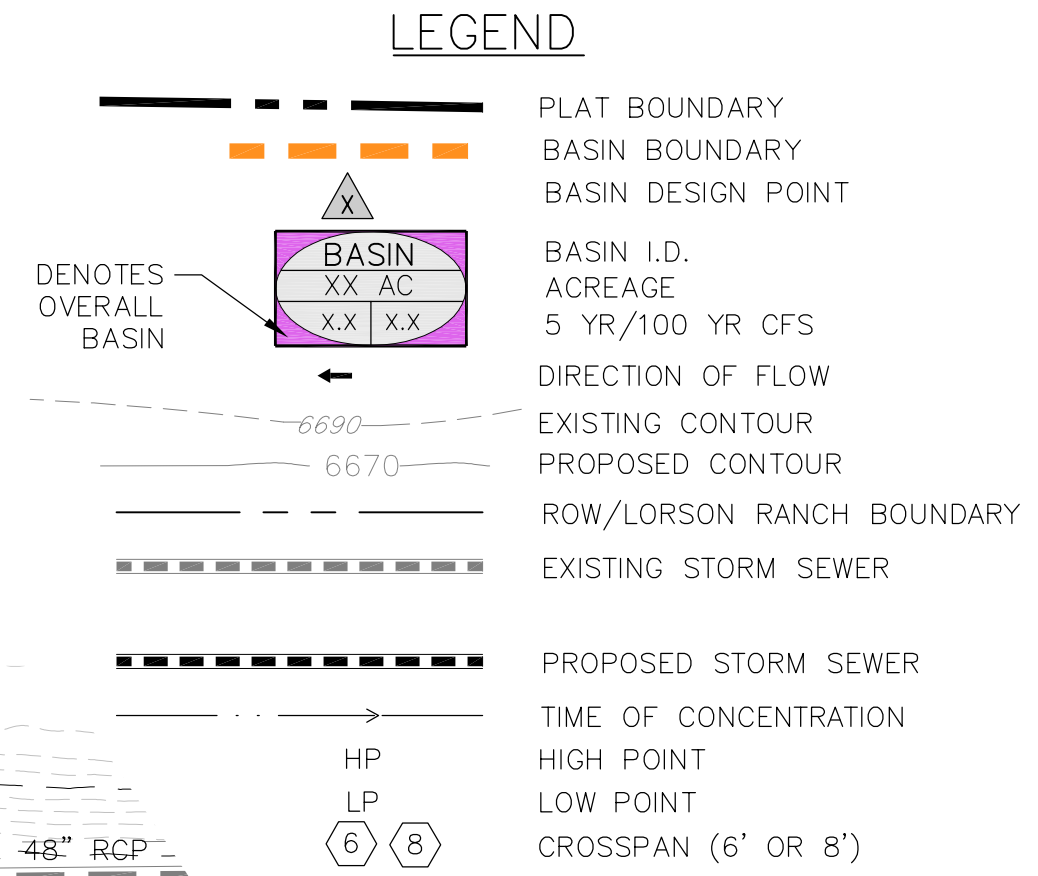 LEGEND
PLAT BOUNDARY
BASIN BOUNDARY
X
BASIN DESIGN POINT
DENOTES
OVERALL
BASIN
BASIN
XX AC
X.X X.X
BASIN I.D.
ACREAGE
5 YR/100 YR CFS
DIRECTION OF FLOW
6690
EXISTING CONTOUR
6670
PROPOSED CONTOUR
ROW/LORSON RANCH BOUNDARY
EXISTING STORM SEWER
PROPOSED STORM SEWER
TIME OF CONCENTRATION
HP
HIGH POINT
LP
LOW POINT
48" RCP
6 8
CROSSPAN (6' OR 8')